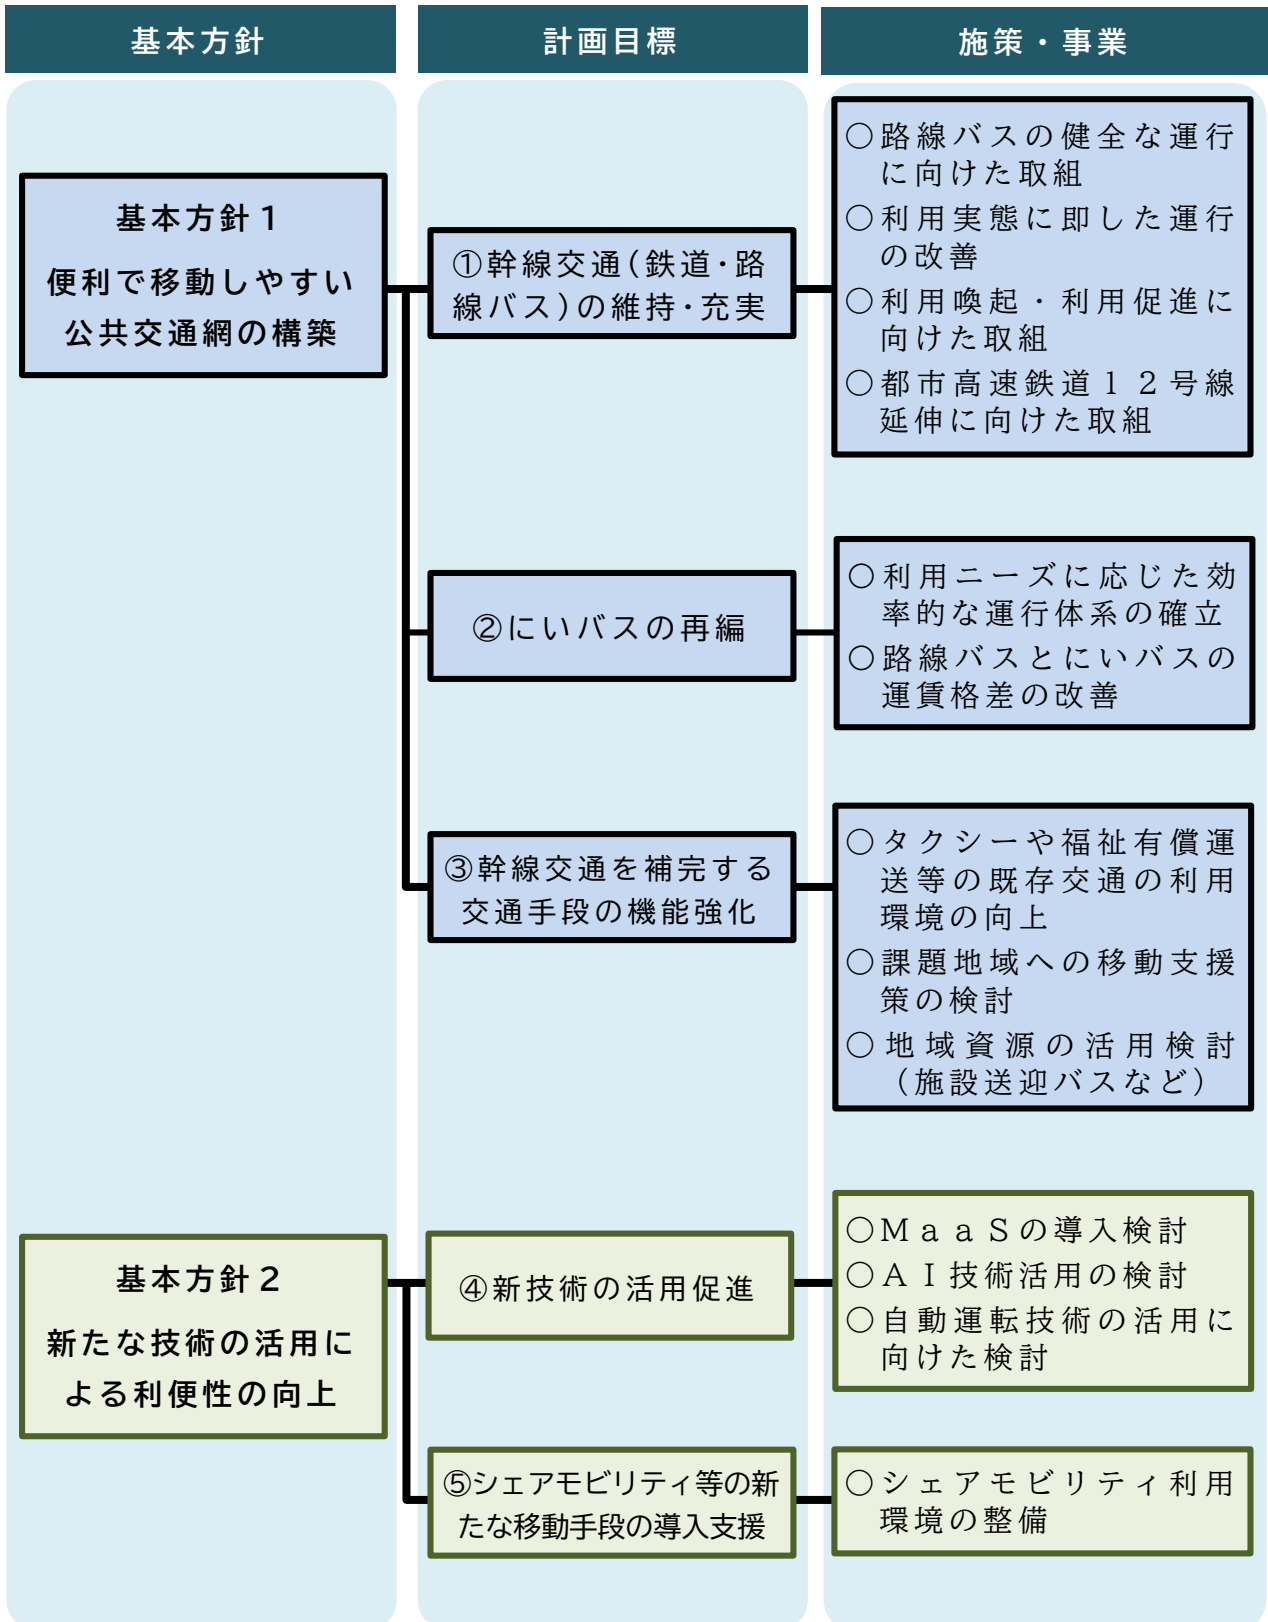 基本方針
計画目標
施策・事業
基本方針１
便利で移動しやすい
公共交通網の構築
①幹線交通(鉄道・路
線バス)の維持・充実
○路線バスの健全な運行
に向けた取組
○利用実態に即した運行
の改善
○利用喚起・利用促進に
向けた取組
○都市高速鉄道１２号線
延伸に向けた取組
②にいバスの再編
○利用ニーズに応じた効
率的な運行体系の確立
○路線バスとにいバスの
運賃格差の改善
③幹線交通を補完する
交通手段の機能強化
○タクシーや福祉有償運
送等の既存交通の利用
環境の向上
○課題地域への移動支援
策の検討
○地域資源の活用検討
（施設送迎バスなど）
基本方針２
新たな技術の活用に
よる利便性の向上
④新技術の活用促進
○ＭａａＳの導入検討
○ＡＩ技術活用の検討
○自動運転技術の活用に
向けた検討
⑤シェアモビリティ等の新
たな移動手段の導入支援
○シェアモビリティ利用
環境の整備